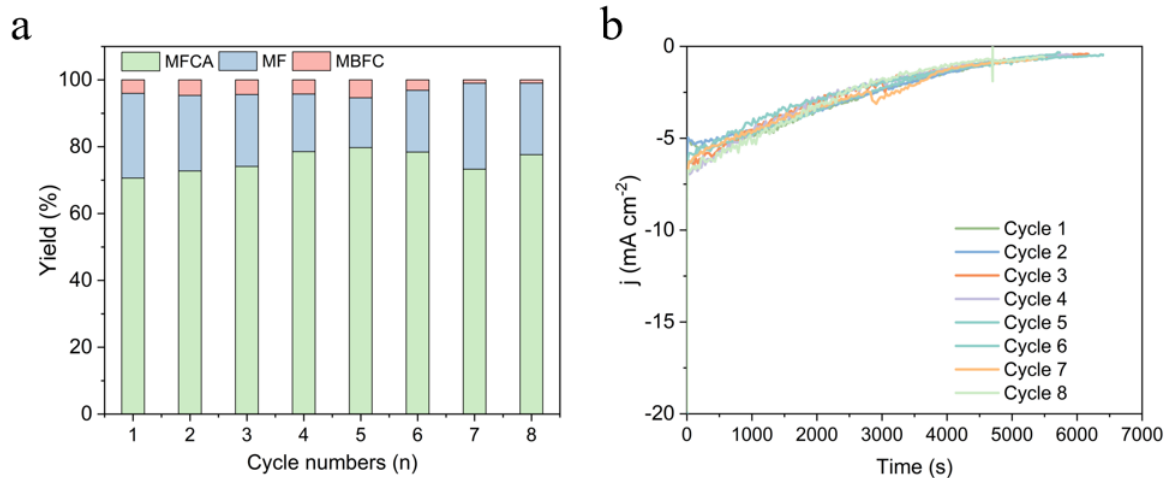 a
MFCA MF MBFC
100
80
60
40
20
0
Yield (%)
1 2 3 4 5 6 7 8
Cycle numbers (n)
b
0
-5
-10
-15
-20
j (mA cm⁻²)
Cycle 1
Cycle 2
Cycle 3
Cycle 4
Cycle 5
Cycle 6
Cycle 7
Cycle 8
0 1000 2000 3000 4000 5000 6000 7000
Time (s)